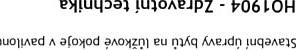 Stavební úpravy bytů na lůžkové pokoje v pavilonu
HO1904 - Zdravotní technika